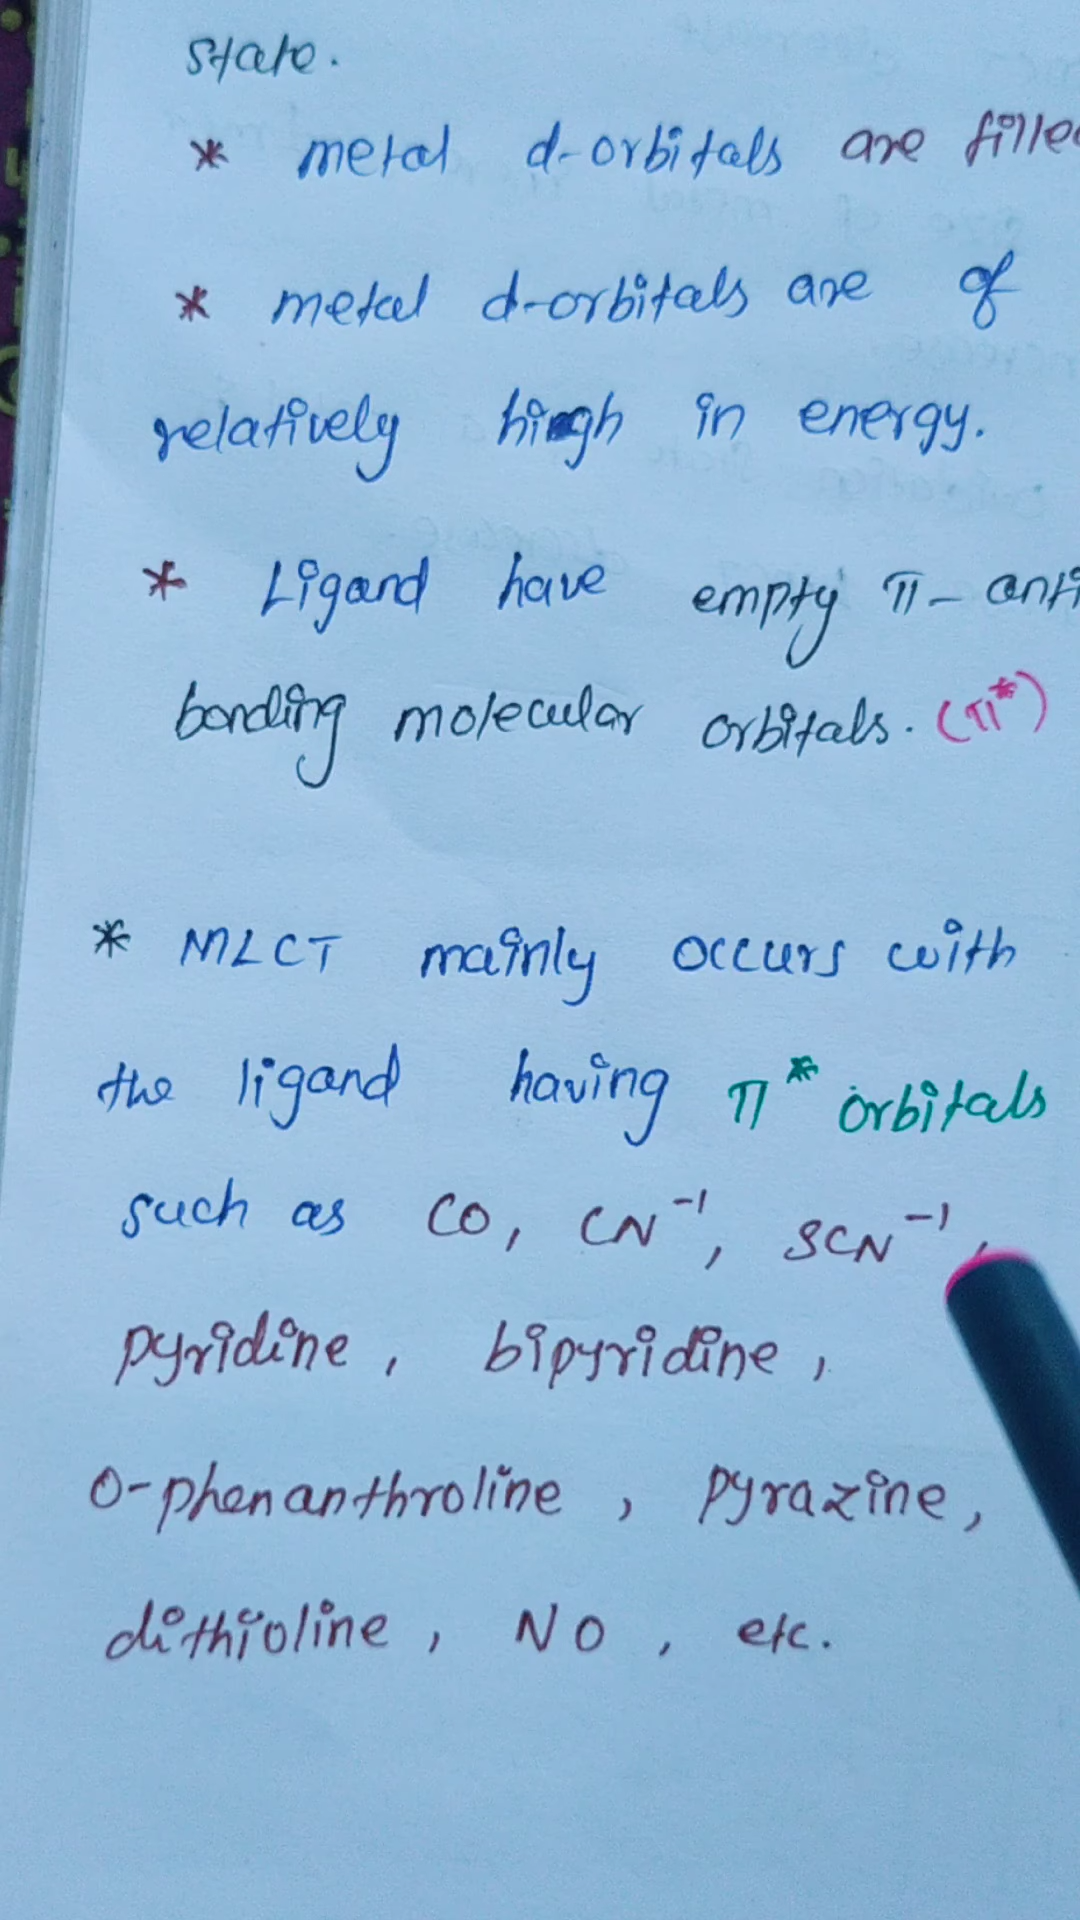 state.
* metal d-orbitals are fille
* metal d-orbitals are of
relatively high in energy.
* Ligand have empty π- anti
bonding molecular orbitals. (π*)
* MLCT mainly occurs with
the ligand having π* orbitals
such as CO, CN⁻¹, SCN⁻¹,
pyridine, bipyridine,
O-phenanthroline, pyrazine,
dithioline, NO, etc.